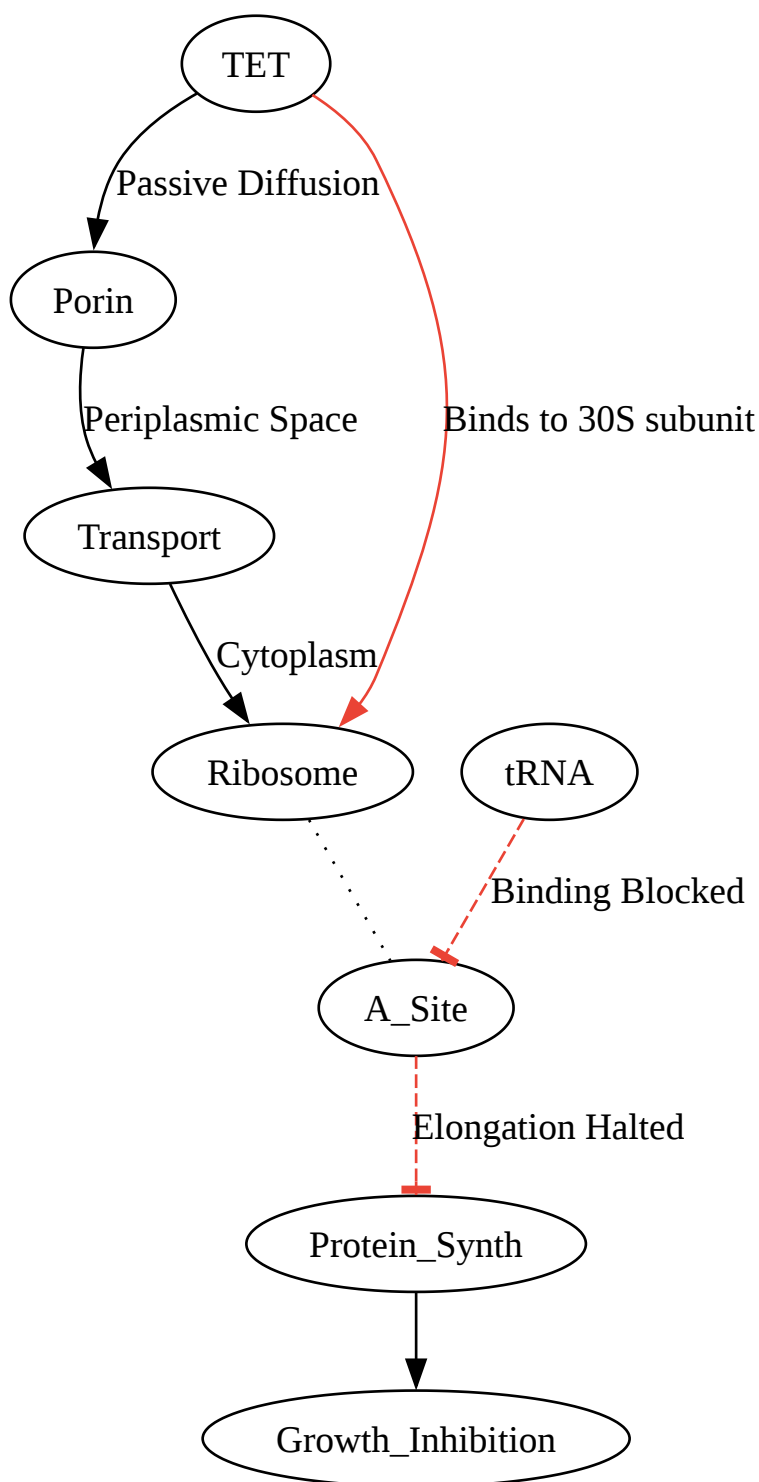 TET
Passive Diffusion
Porin
Periplasmic Space
Binds to 30S subunit
Transport
Cytoplasm
Ribosome
tRNA
Binding Blocked
A_Site
Elongation Halted
Protein_Synth
Growth_Inhibition